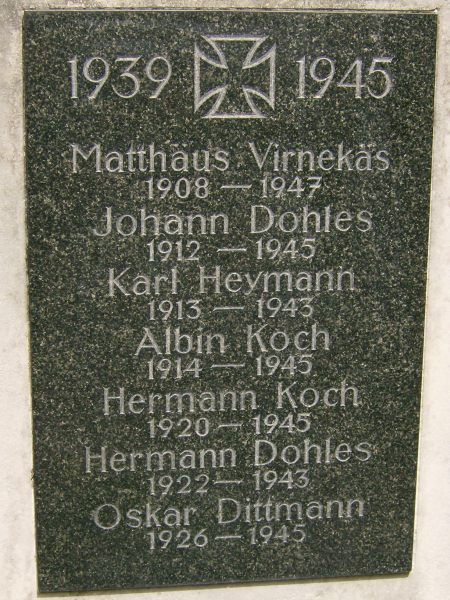 1939 1945
Matthäus Virnekäs
1908 — 1947
Johann Dohles
1912 — 1945
Karl Heymann
1913 — 1943
Albin Koch
1914 — 1945
Hermann Koch
1920 — 1945
Hermann Dohles
1922 — 1943
Oskar Dittmann
1926 — 1945